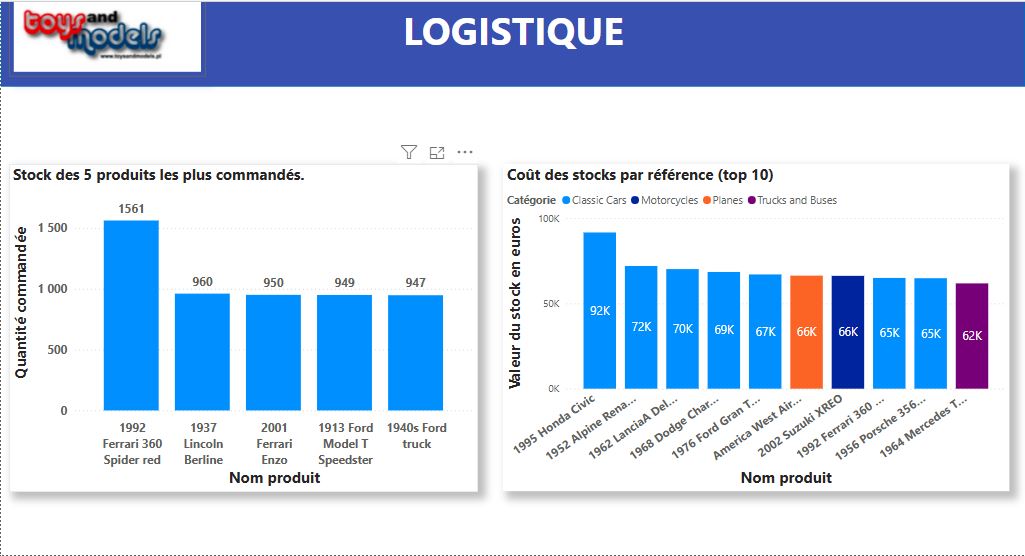 toys and
models
www.toysandmodels.pl
LOGISTIQUE
Stock des 5 produits les plus commandés.
Quantité commandée
1 500
1 000
500
0
1561
960
950
949
947
1992
Ferrari 360
Spider red
1937
Lincoln
Berline
2001
Ferrari
Enzo
1913 Ford
Model T
Speedster
1940s Ford
truck
Nom produit
Coût des stocks par référence (top 10)
Catégorie Classic Cars Motorcycles Planes Trucks and Buses
Valeur du stock en euros
100K
50K
0K
92K
72K
70K
69K
67K
66K
66K
65K
65K
62K
1995 Honda Civic
1952 Alpine Rena...
1962 LanciaA Del...
1968 Dodge Char...
1976 Ford Gran T...
America West Air...
2002 Suzuki XREO
1992 Ferrari 360 ...
1956 Porsche 356...
1964 Mercedes T...
Nom produit